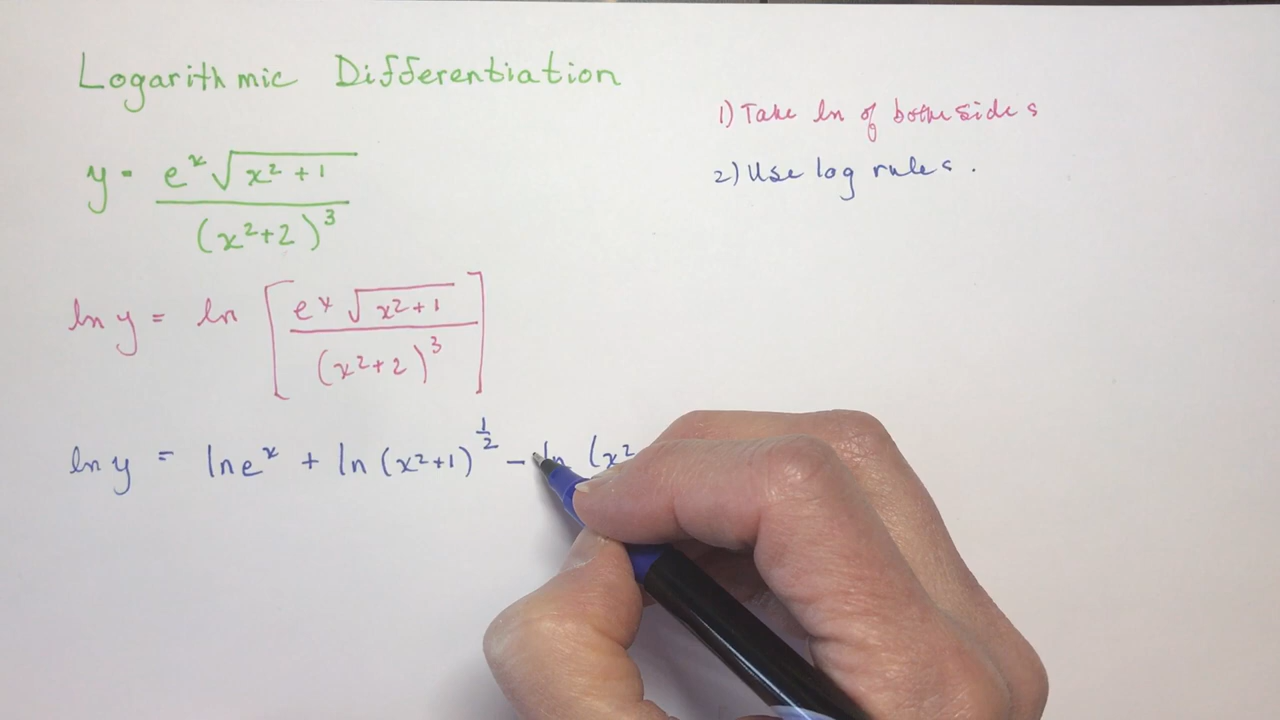 Logarithmic Differentiation
1) Take ln of both sides
2) Use log rules.
y = e^x √(x²+1) / (x²+2)³
ln y = ln [ e^x √(x²+1) / (x²+2)³ ]
ln y = ln e^x + ln (x²+1)^(1/2) - ln (x²